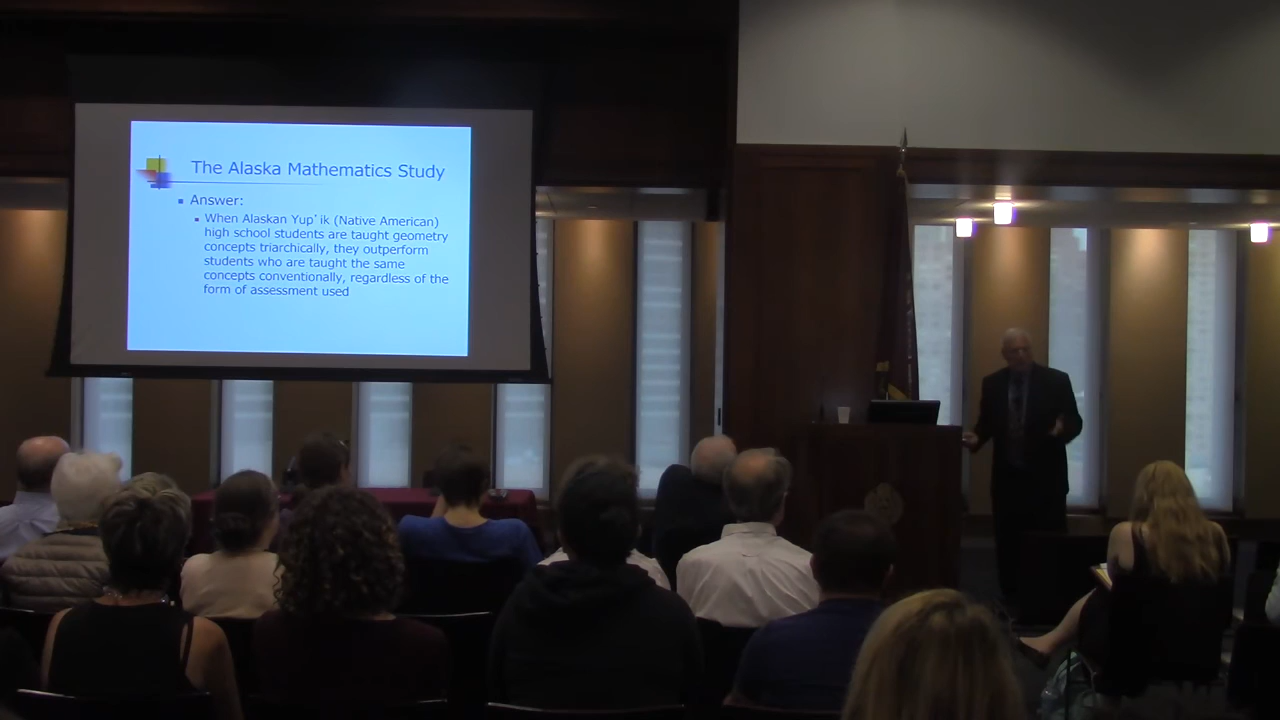 The Alaska Mathematics Study
Answer:
When Alaskan Yup'ik (Native American)
high school students are taught geometry
concepts triarchically, they outperform
students who are taught the same
concepts conventionally, regardless of the
form of assessment used